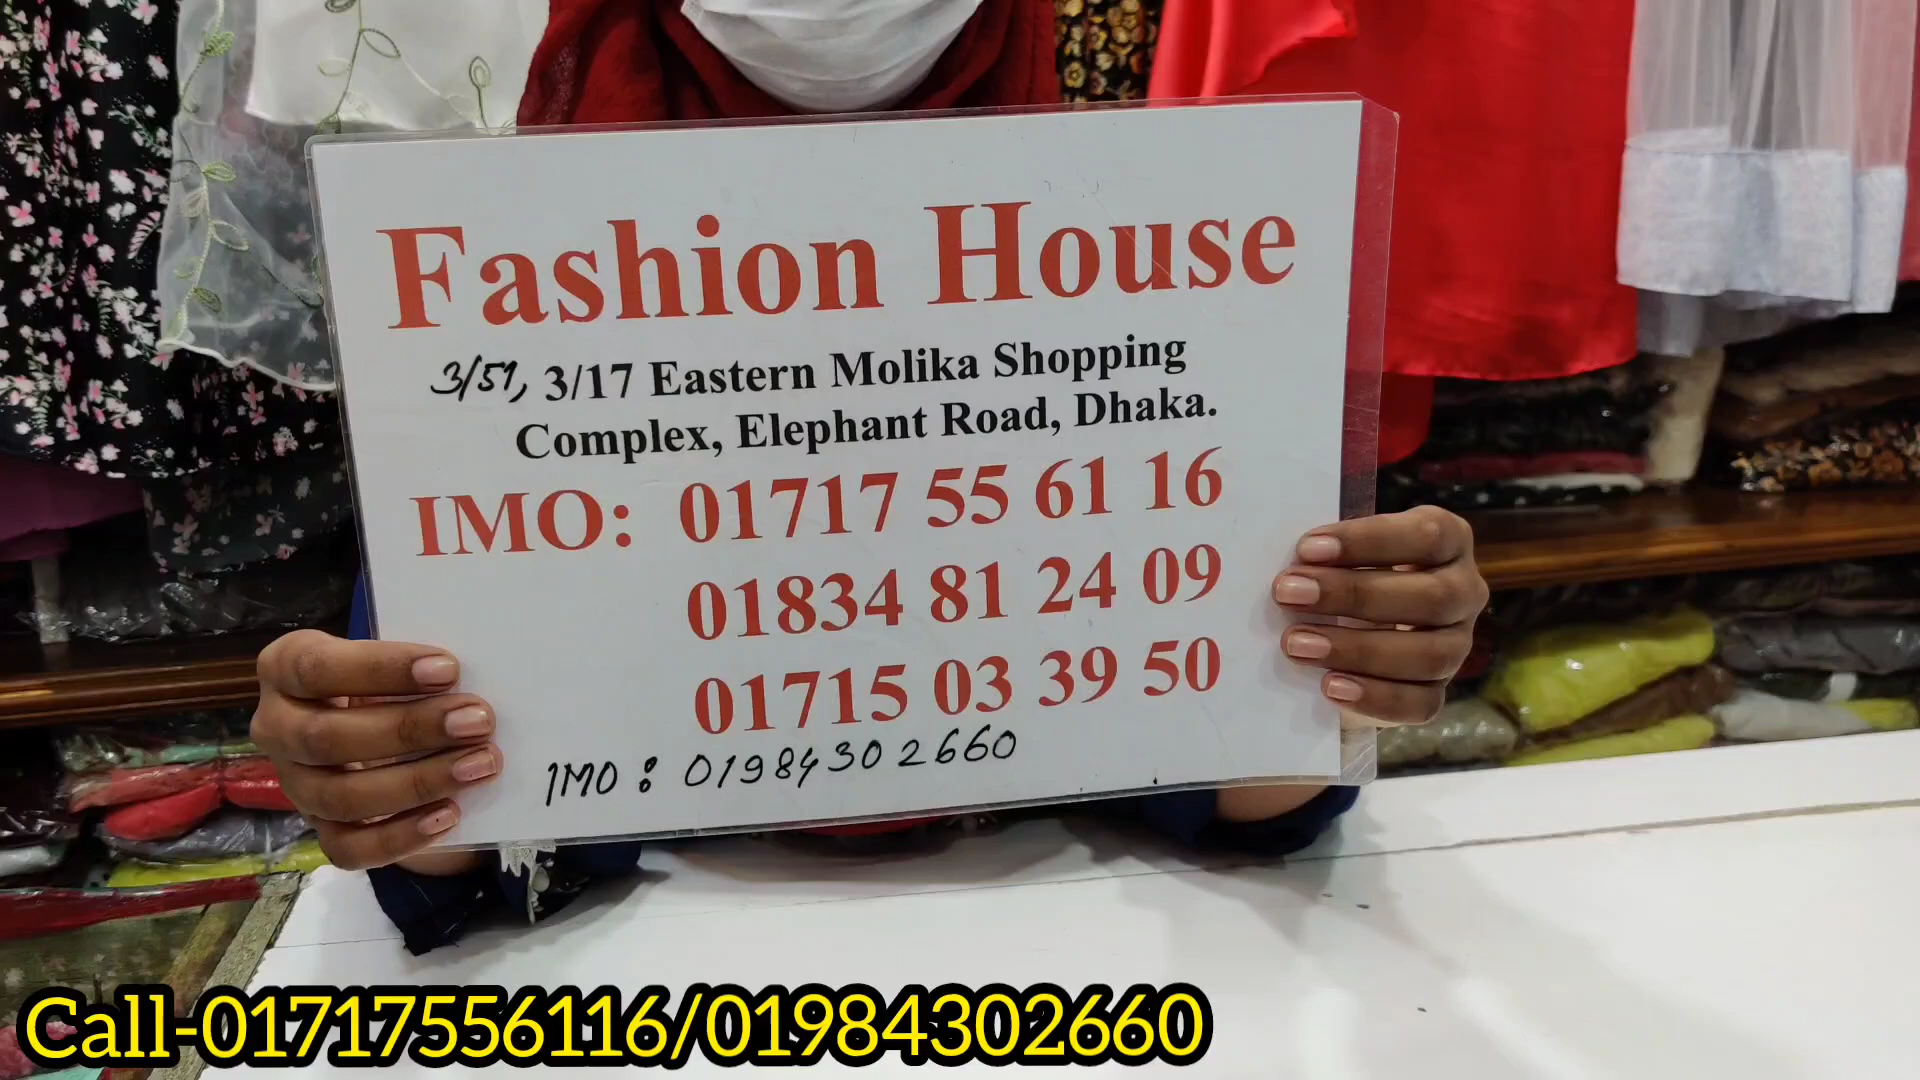 Fashion House
3/51, 3/17 Eastern Molika Shopping
Complex, Elephant Road, Dhaka.
IMO: 01717 55 61 16
01834 81 24 09
01715 03 39 50
IMO : 01984302660
Call-01717556116/01984302660